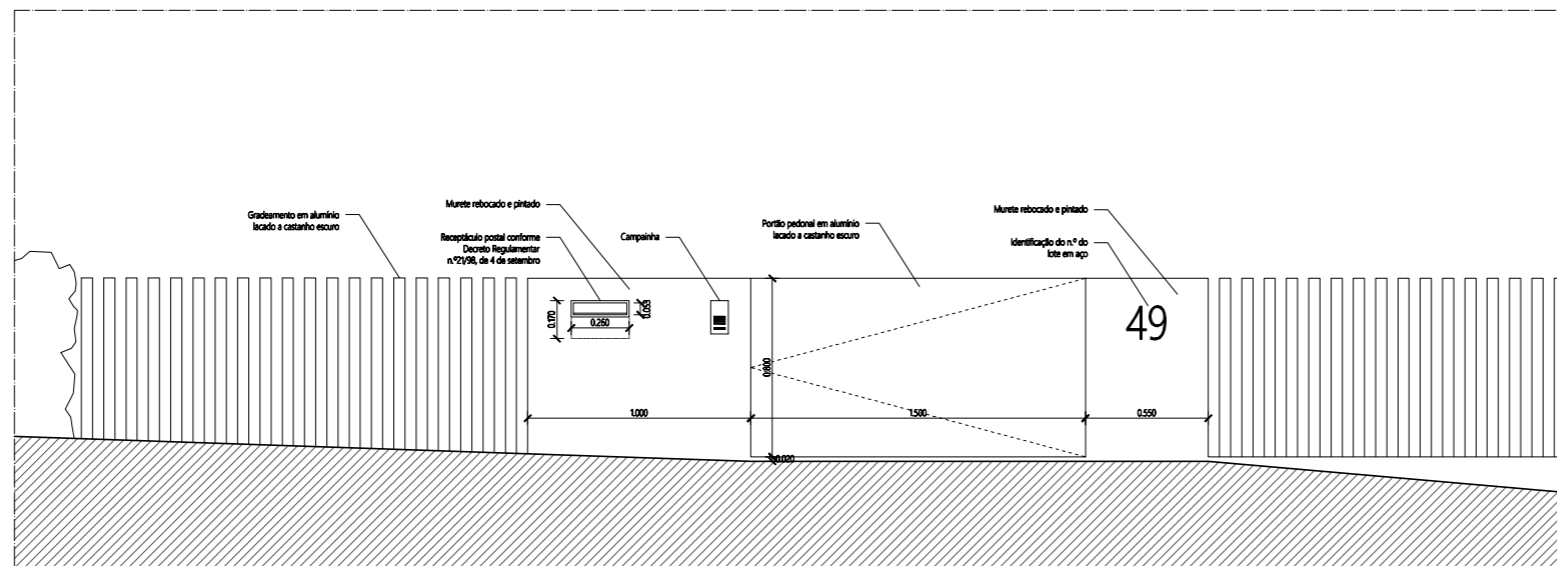 Gradeamento em alumínio
lacado a castanho escuro
Murete rebocado e pintado
Receptáculo postal conforme
Decreto Regulamentar
n.º21/98, de 4 de setembro
Campainha
Portão pedonal em alumínio
lacado a castanho escuro
Murete rebocado e pintado
Identificação do n.º do
lote em aço
49
0.170
0.260
0.053
0.800
1.000
1.500
0.550
0.020